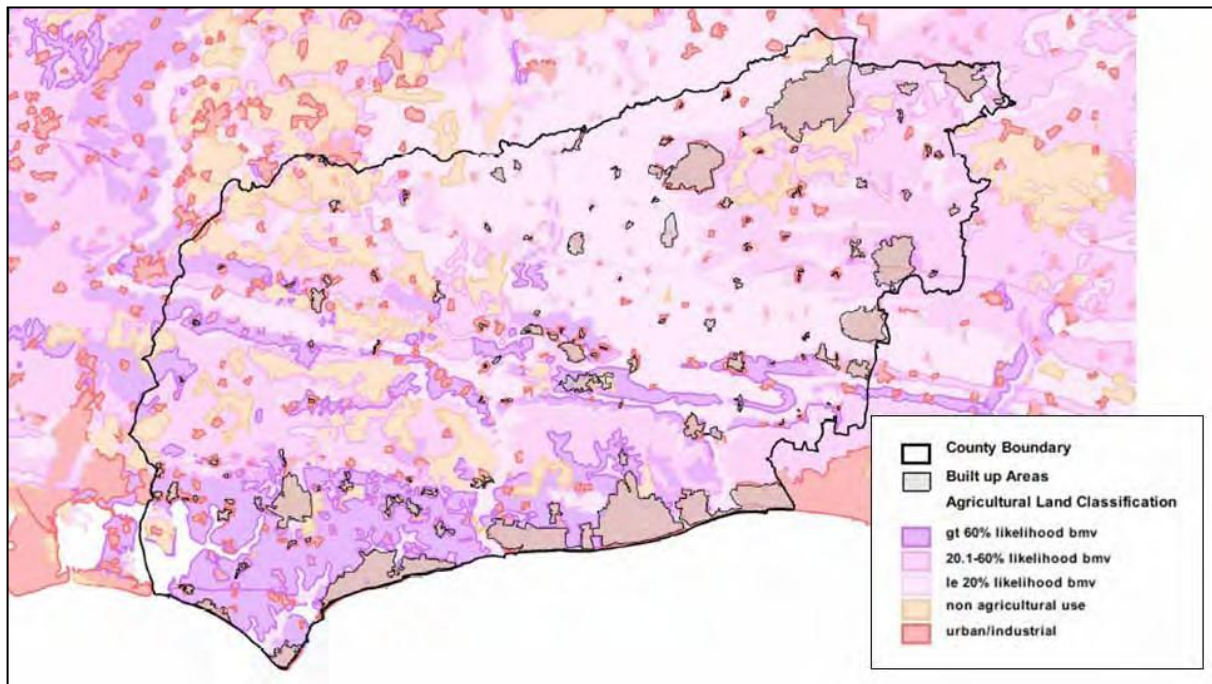 County Boundary
Built up Areas
Agricultural Land Classification
gt 60% likelihood bmv
20.1-60% likelihood bmv
le 20% likelihood bmv
non agricultural use
urban/industrial